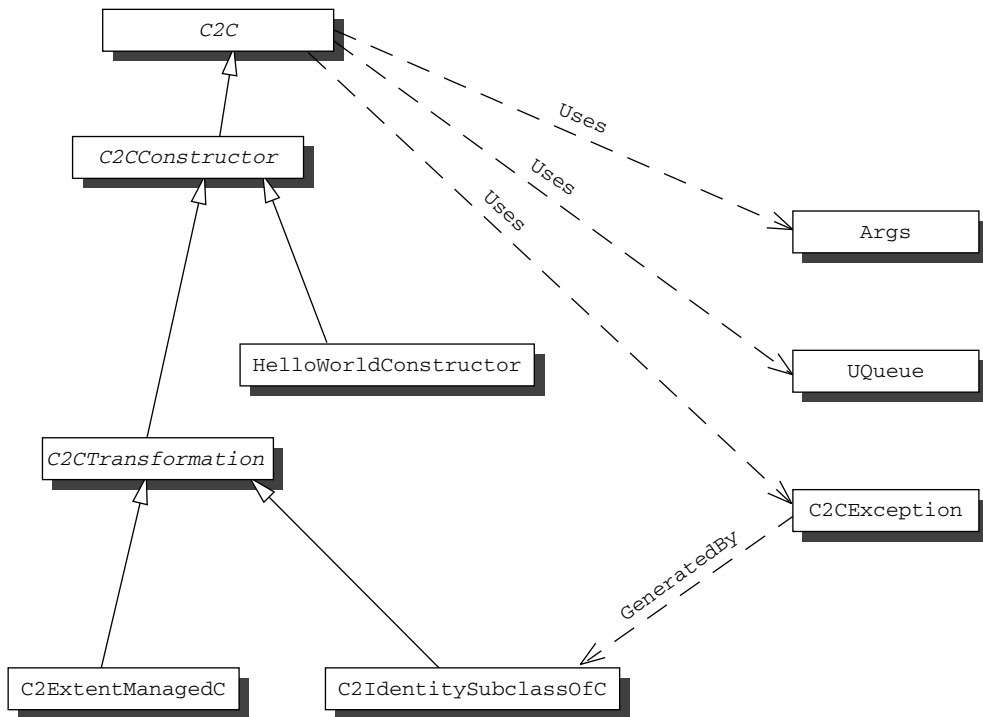 C2C
Uses
C2CConstructor
Uses
Uses
Args
HelloWorldConstructor
UQueue
C2CTransformation
C2CException
GeneratedBy
C2ExtentManagedC
C2IdentitySubclassOfC